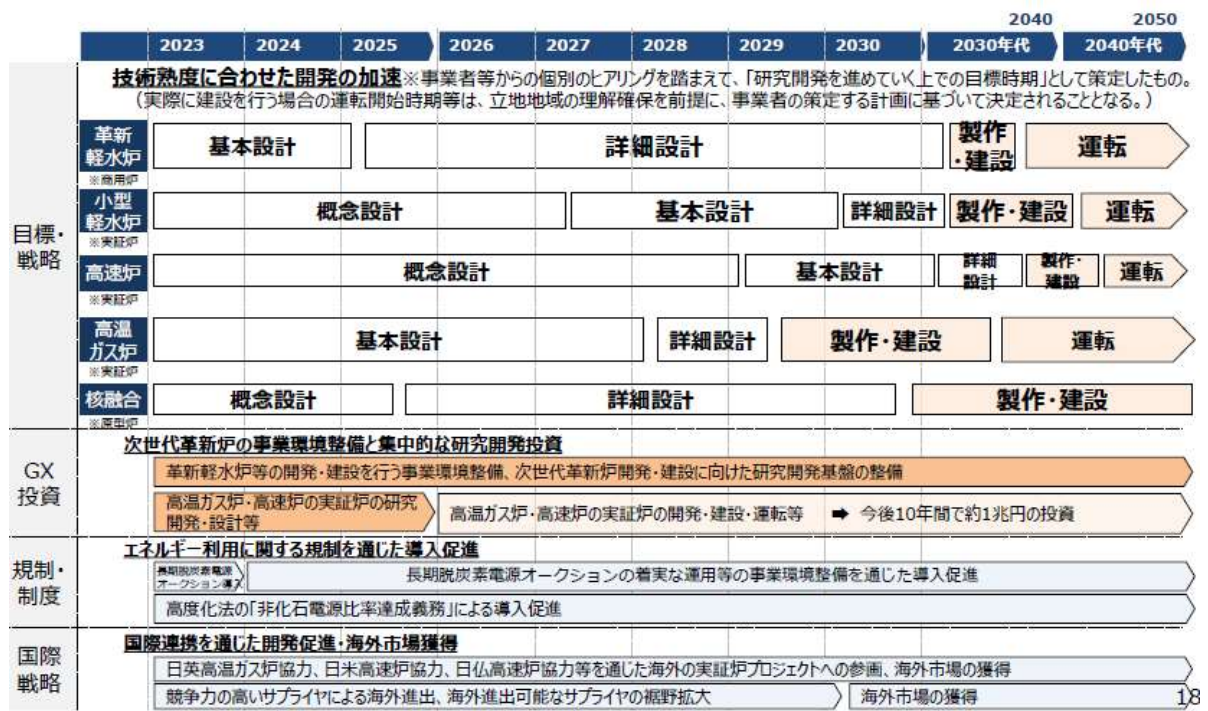 2040 2050
2023 2024 2025 2026 2027 2028 2029 2030 2030年代 2040年代
技術熟度に合わせた開発の加速※事業者等からの個別のヒアリングを踏まえて、「研究開発を進めていく上での目標時期」として策定したもの。
(実際に建設を行う場合の運転開始時期等は、立地地域の理解確保を前提に、事業者の策定する計画に基づいて決定されることとなる。)
目標・
戦略
革新
軽水炉
※商用炉
基本設計
詳細設計
製作
・建設
運転
小型
軽水炉
※実証炉
概念設計
基本設計
詳細設計
製作・建設
運転
高速炉
※実証炉
概念設計
基本設計
詳細
設計
製作・
建設
運転
高温
ガス炉
※実証炉
基本設計
詳細設計
製作・建設
運転
核融合
※原型炉
概念設計
詳細設計
製作・建設
GX
投資
次世代革新炉の事業環境整備と集中的な研究開発投資
革新軽水炉等の開発・建設を行う事業環境整備、次世代革新炉開発・建設に向けた研究開発基盤の整備
高温ガス炉・高速炉の実証炉の研究
開発・設計等
高温ガス炉・高速炉の実証炉の開発・建設・運転等 ➡ 今後10年間で約1兆円の投資
規制・
制度
エネルギー利用に関する規制を通じた導入促進
長期脱炭素電源
オークション導入
長期脱炭素電源オークションの着実な運用等の事業環境整備を通じた導入促進
高度化法の「非化石電源比率達成義務」による導入促進
国際
戦略
国際連携を通じた開発促進・海外市場獲得
日英高温ガス炉協力、日米高速炉協力、日仏高速炉協力等を通じた海外の実証炉プロジェクトへの参画、海外市場の獲得
競争力の高いサプライヤによる海外進出、海外進出可能なサプライヤの裾野拡大
海外市場の獲得
18